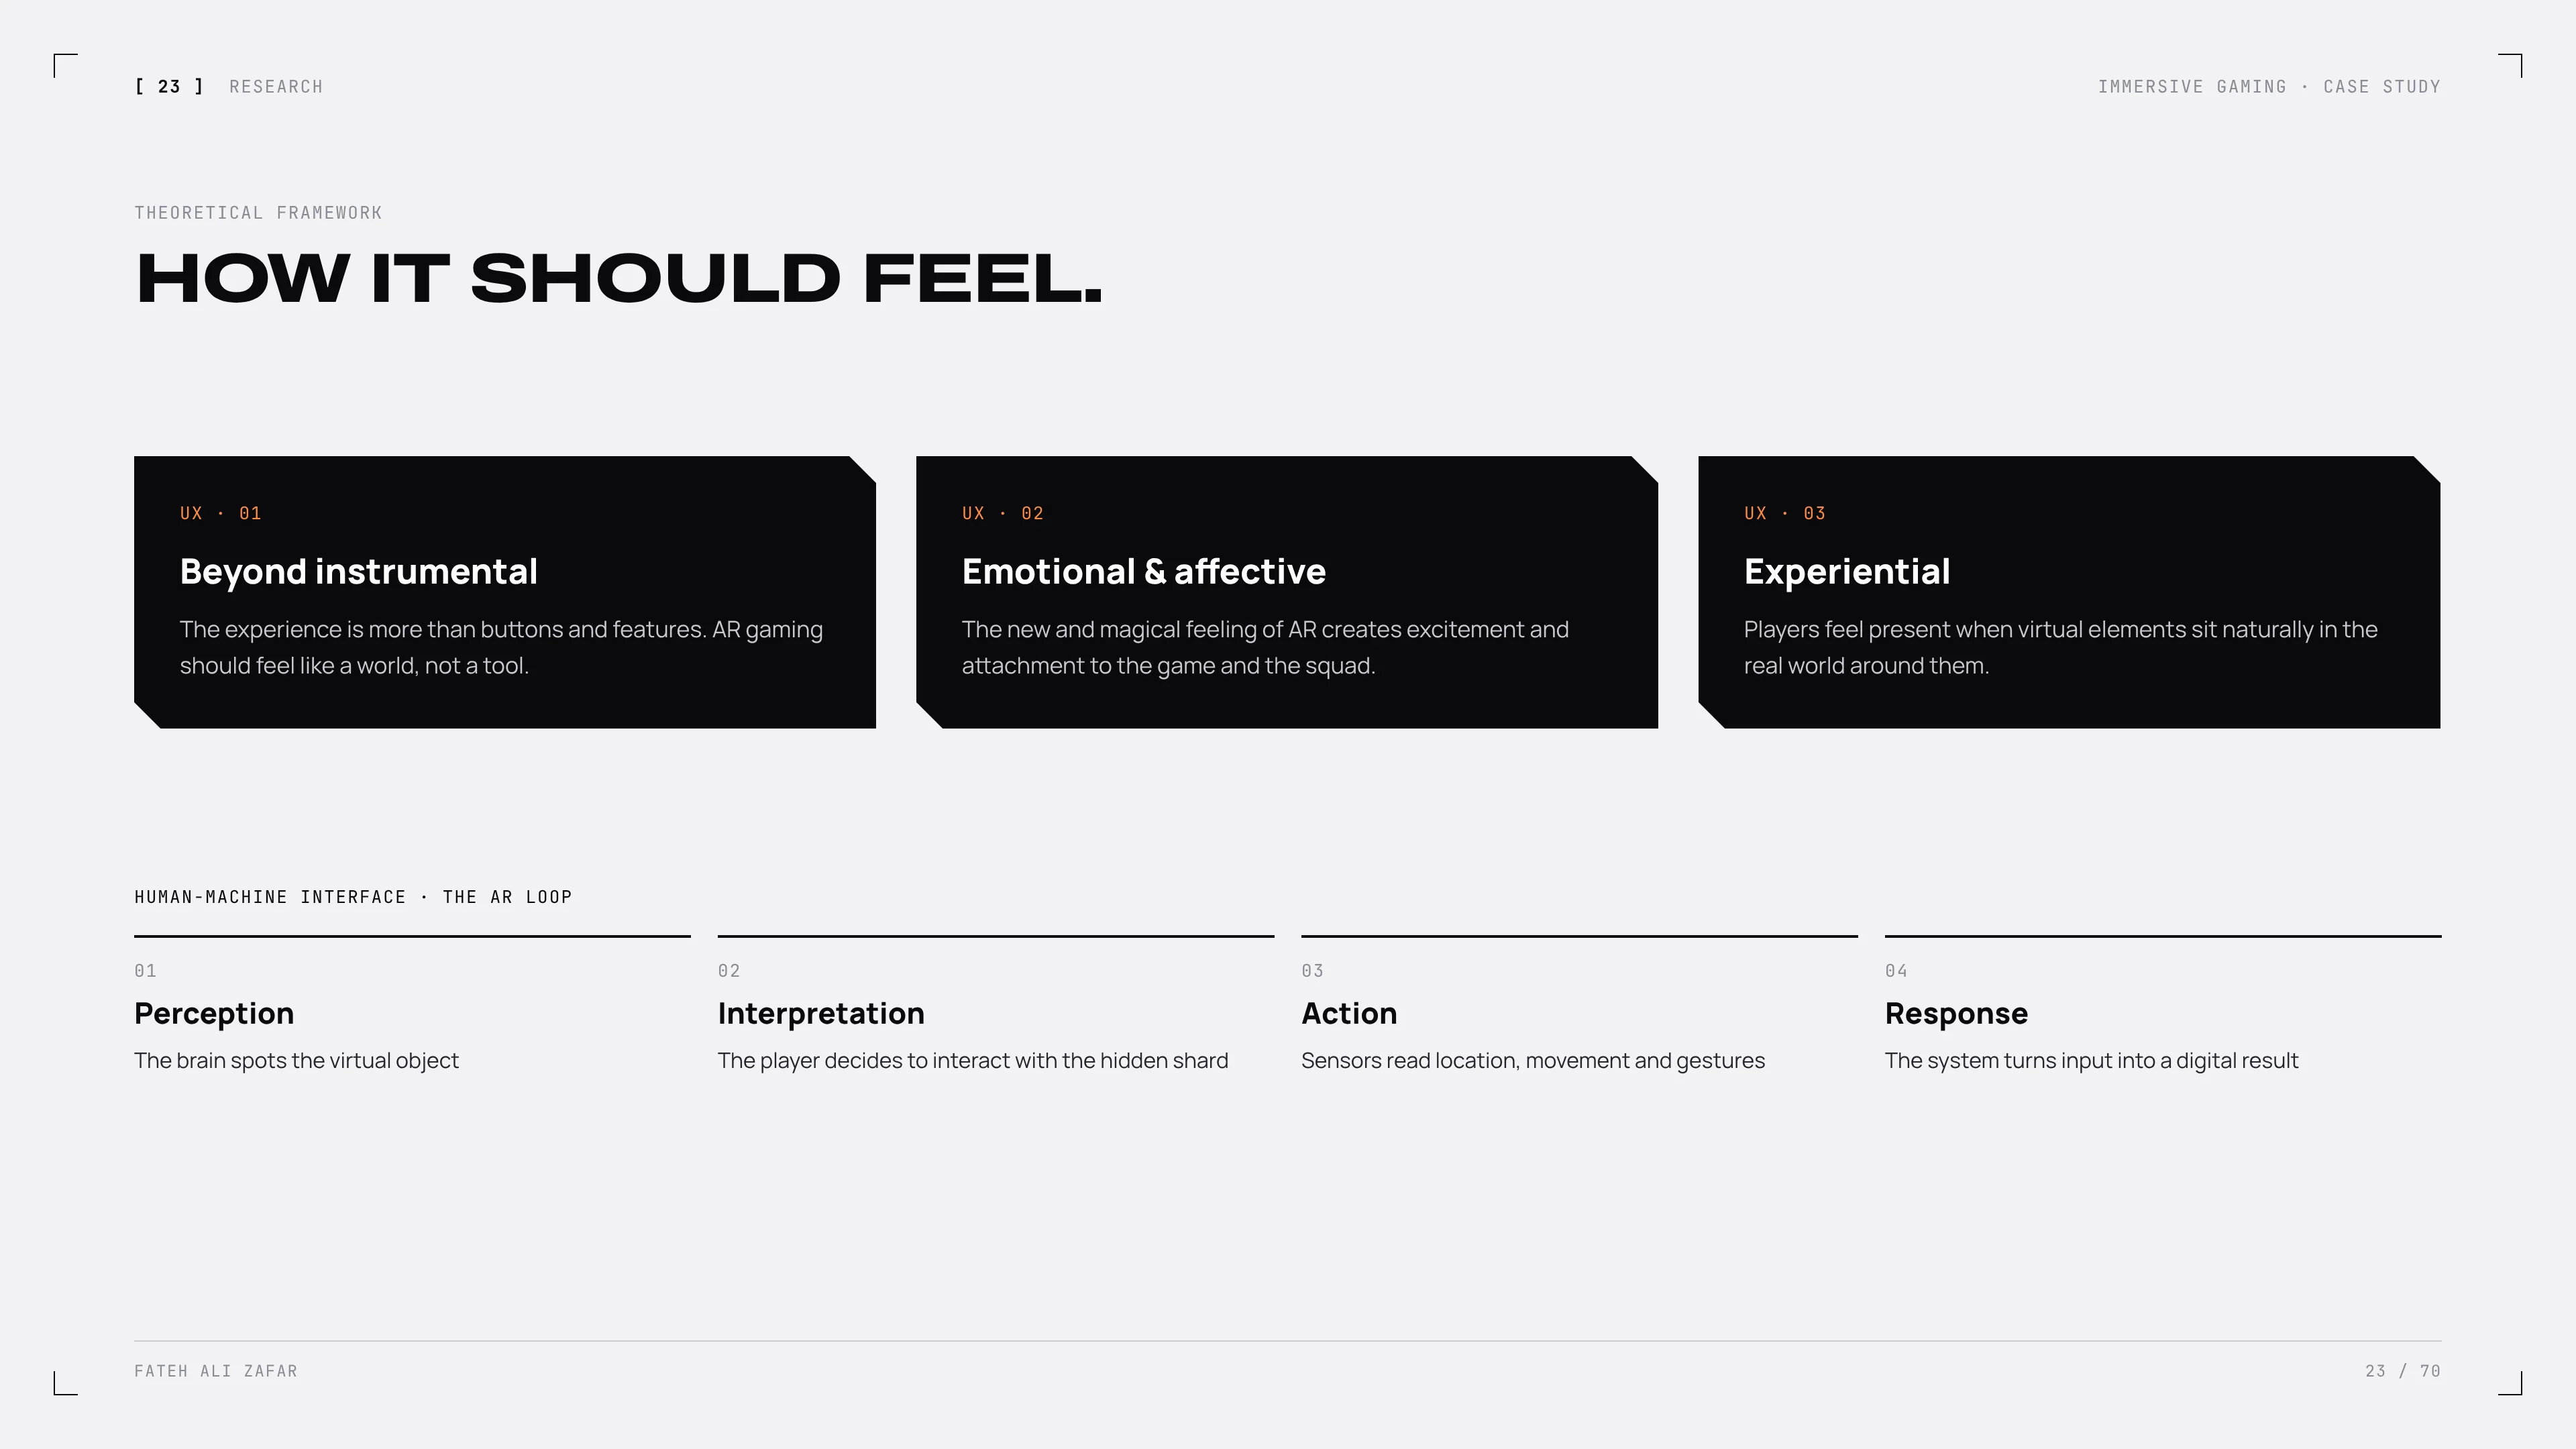 [ 23 ] RESEARCH
IMMERSIVE GAMING · CASE STUDY
THEORETICAL FRAMEWORK
HOW IT SHOULD FEEL.
UX · 01
Beyond instrumental
The experience is more than buttons and features. AR gaming
should feel like a world, not a tool.
UX · 02
Emotional & affective
The new and magical feeling of AR creates excitement and
attachment to the game and the squad.
UX · 03
Experiential
Players feel present when virtual elements sit naturally in the
real world around them.
HUMAN-MACHINE INTERFACE · THE AR LOOP
01
Perception
The brain spots the virtual object
02
Interpretation
The player decides to interact with the hidden shard
03
Action
Sensors read location, movement and gestures
04
Response
The system turns input into a digital result
FATEH ALI ZAFAR
23 / 70